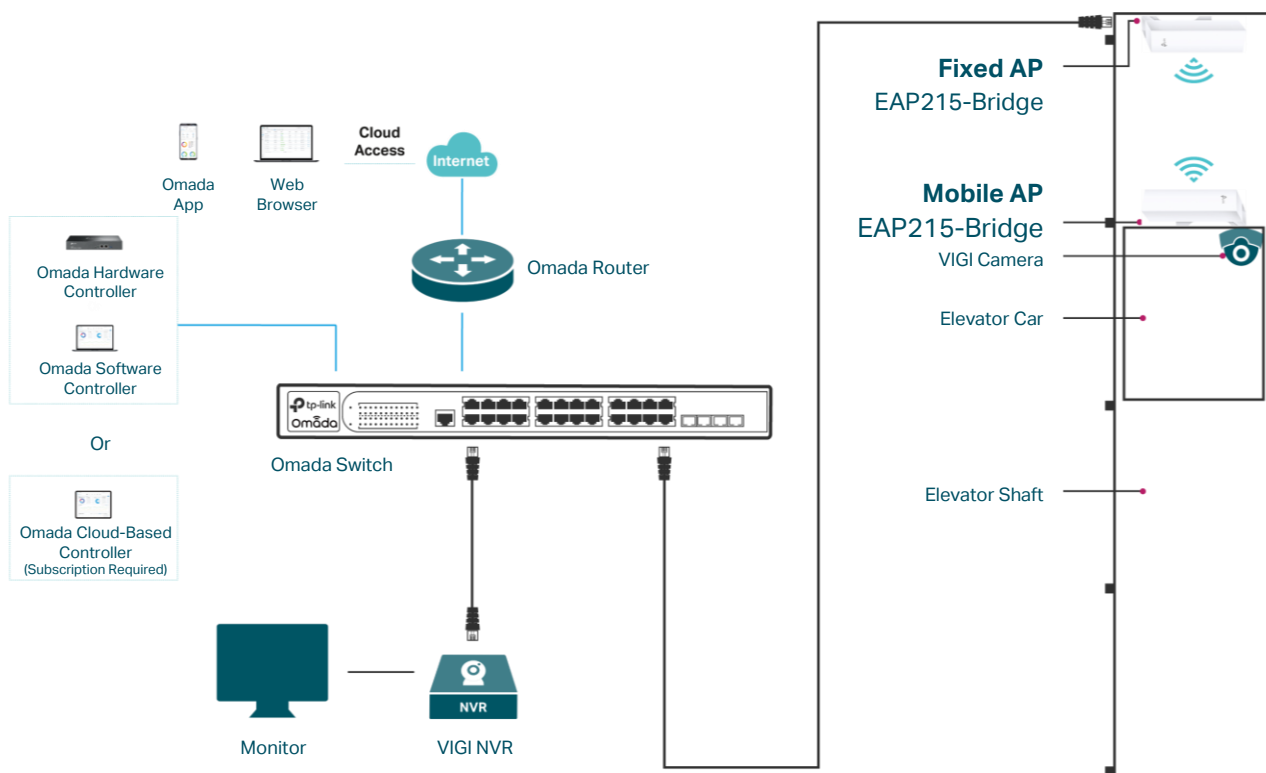 Cloud
Access
Internet
Omada
App
Web
Browser
Omada Hardware
Controller
Omada Software
Controller
Or
Omada Cloud-Based
Controller
(Subscription Required)
Omada Router
tp-link
omada
Omada Switch
Monitor
NVR
VIGI NVR
Fixed AP
EAP215-Bridge
Mobile AP
EAP215-Bridge
VIGI Camera
Elevator Car
Elevator Shaft